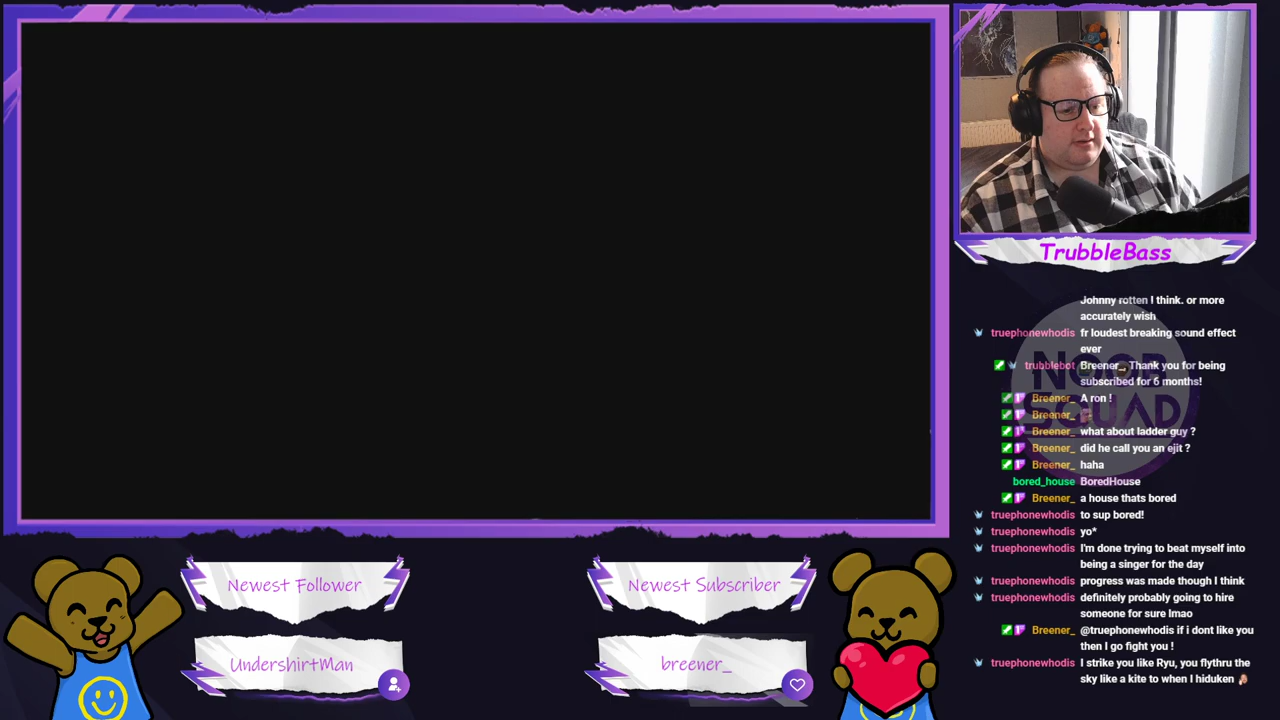 TrubbleBass
Johnny rotten I think. or more
accurately wish
truephonewhodis fr loudest breaking sound effect
ever
trubblebot Breener_ Thank you for being
subscribed for 6 months!
Breener_ A ron !
Breener_
Breener_ what about ladder guy ?
Breener_ did he call you an ejit ?
Breener_ haha
bored_house BoredHouse
Breener_ a house thats bored
truephonewhodis to sup bored!
truephonewhodis yo*
truephonewhodis I'm done trying to beat myself into
being a singer for the day
truephonewhodis progress was made though I think
truephonewhodis definitely probably going to hire
someone for sure lmao
Breener_ @truephonewhodis if i dont like you
then I go fight you !
truephonewhodis I strike you like Ryu, you flythru the
sky like a kite to when I hiduken
NOOB
SQUAD
Newest Follower
UndershirtMan
Newest Subscriber
breener_